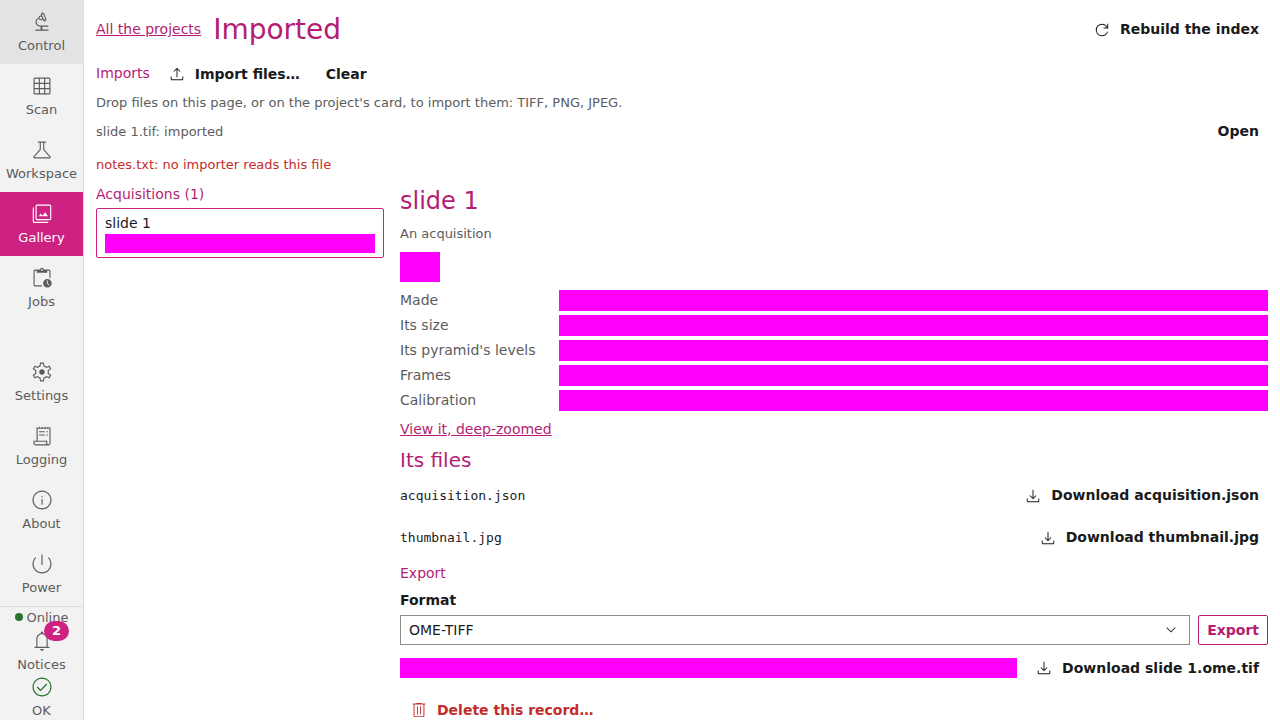 Control
Scan
Workspace
Gallery
Jobs
Settings
Logging
About
Power
Online
2
Notices
OK
All the projects
Imported
Rebuild the index
Imports
Import files...
Clear
Drop files on this page, or on the project's card, to import them: TIFF, PNG, JPEG.
slide 1.tif: imported
Open
notes.txt: no importer reads this file
Acquisitions (1)
slide 1
slide 1
An acquisition
Made
Its size
Its pyramid's levels
Frames
Calibration
View it, deep-zoomed
Its files
acquisition.json
Download acquisition.json
thumbnail.jpg
Download thumbnail.jpg
Export
Format
OME-TIFF
Export
Download slide 1.ome.tif
Delete this record...